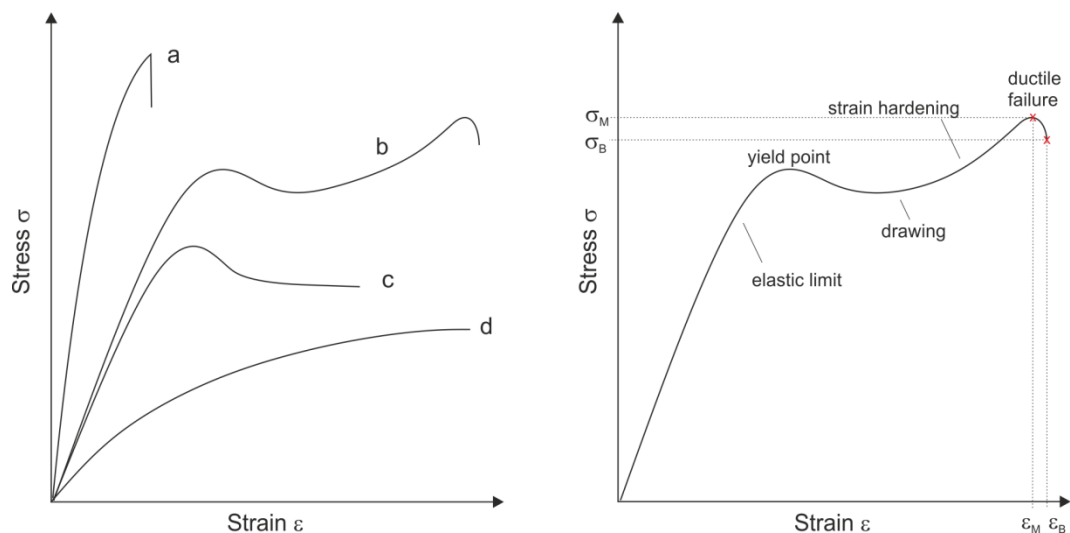 Stress σ
a
b
c
d
Strain ε
Stress σ
σM
σB
ductile
failure
strain hardening
yield point
drawing
elastic limit
Strain ε
εM
εB